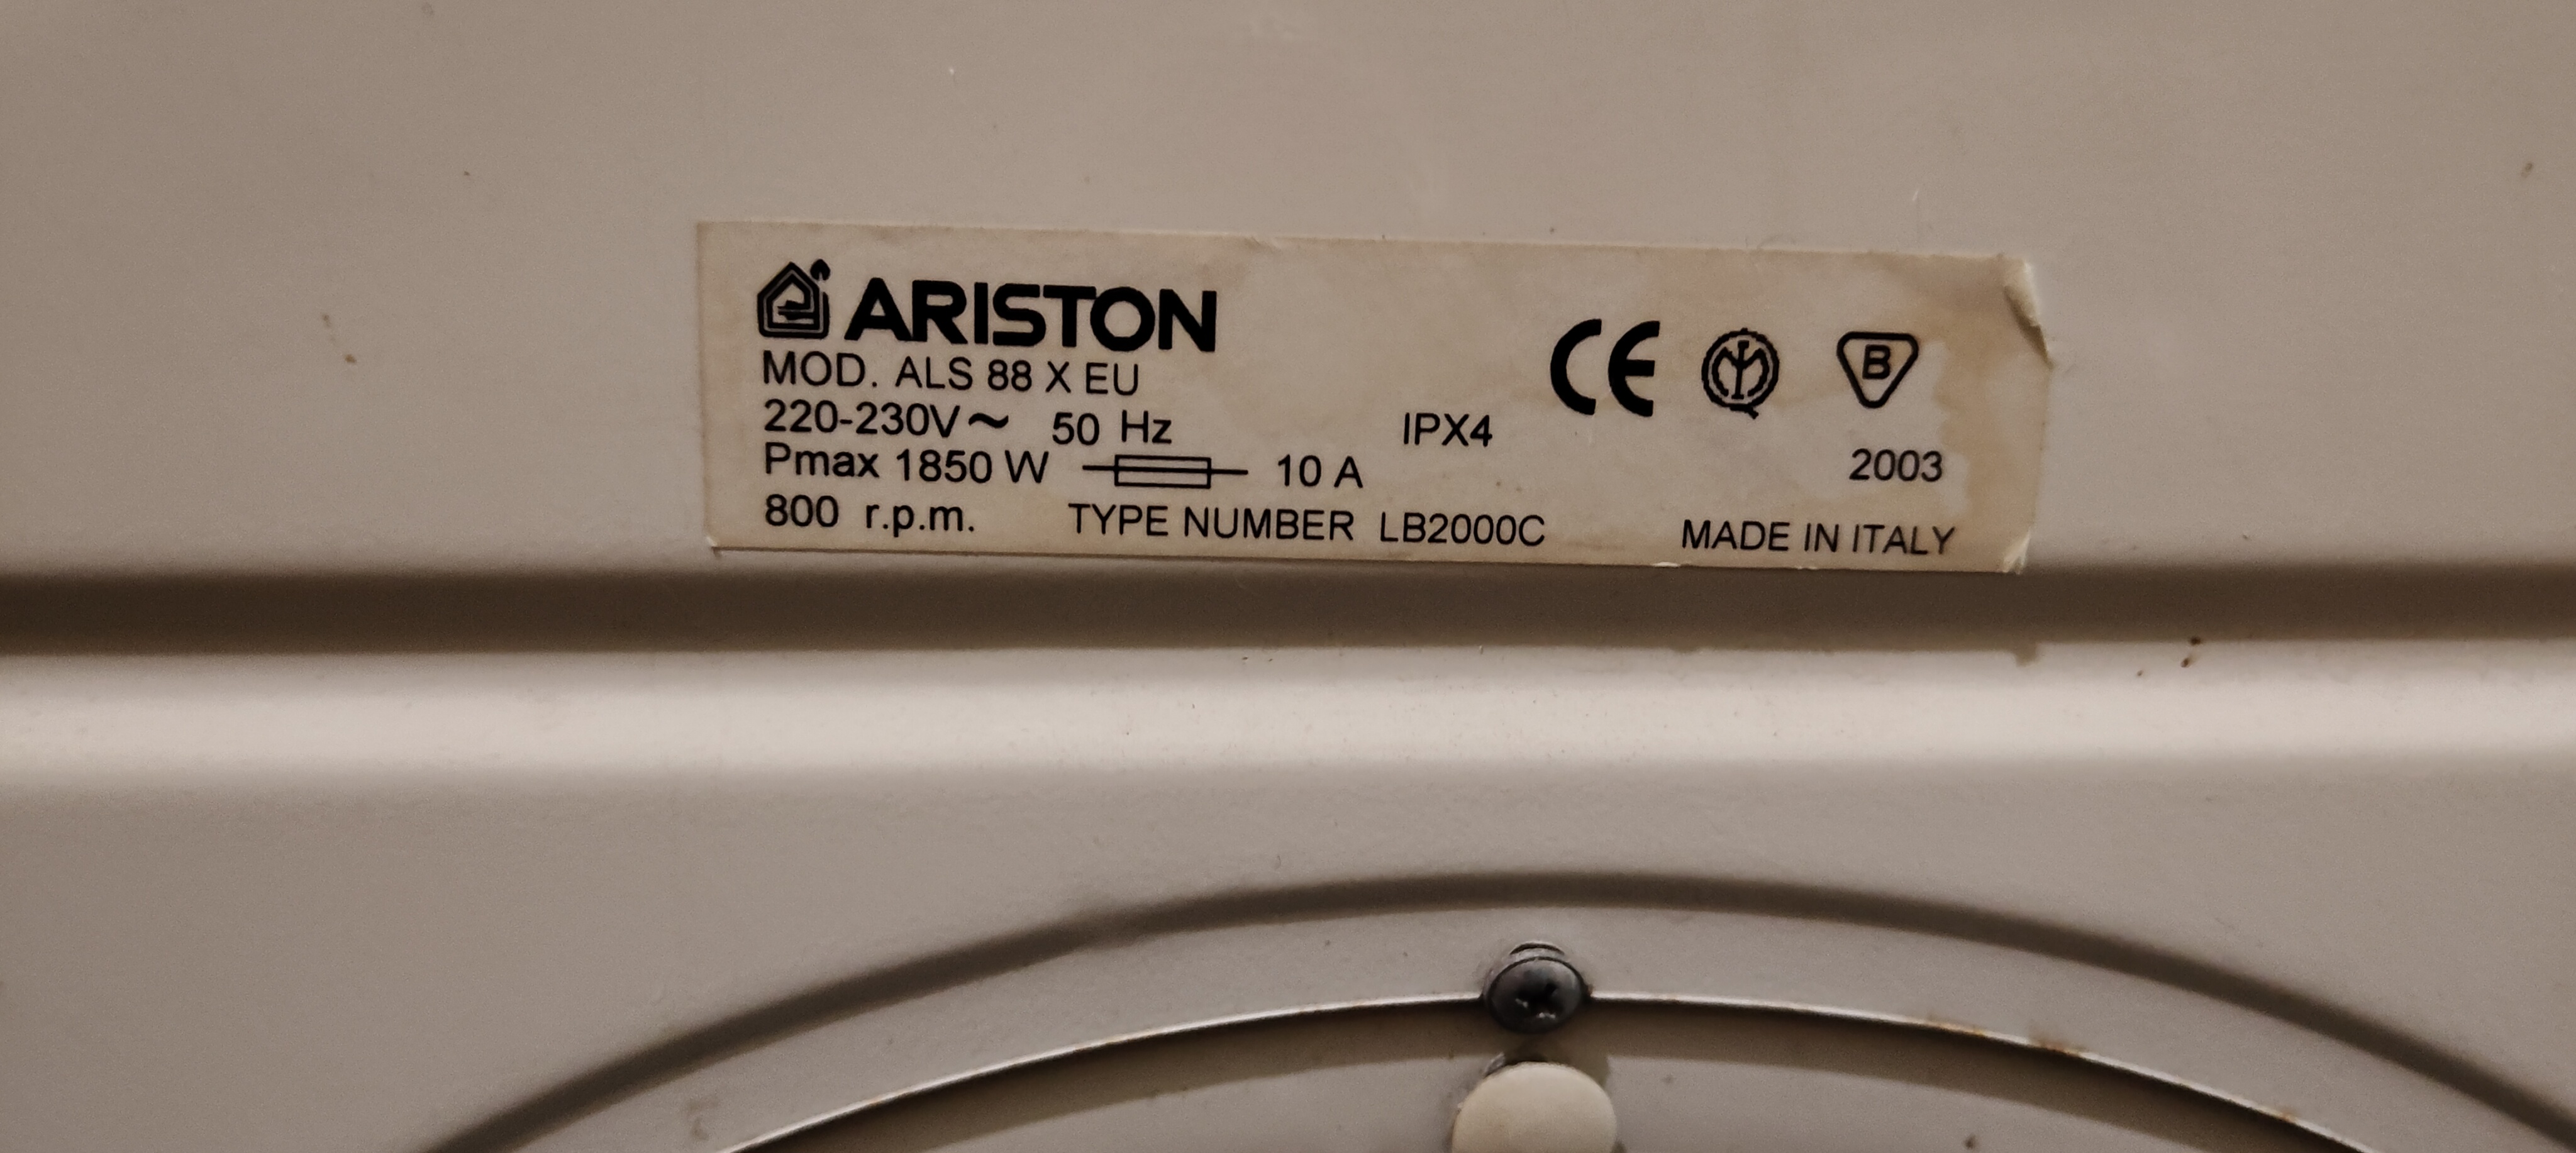 ARISTON
MOD. ALS 88 X EU
220-230V~ 50 Hz IPX4 CE
Pmax 1850 W 10 A 2003
800 r.p.m. TYPE NUMBER LB2000C MADE IN ITALY
B